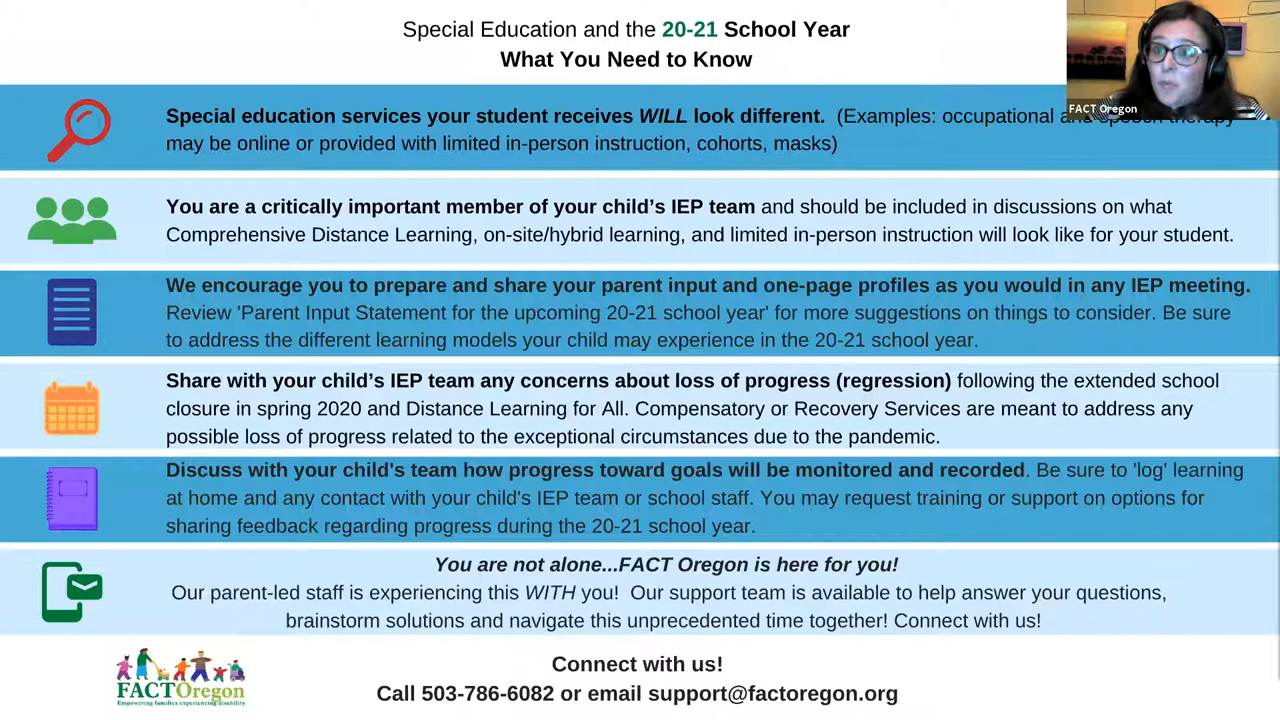 Special Education and the 20-21 School Year
What You Need to Know
FACT Oregon
Special education services your student receives WILL look different. (Examples: occupational and speech therapy
may be online or provided with limited in-person instruction, cohorts, masks)
You are a critically important member of your child's IEP team and should be included in discussions on what
Comprehensive Distance Learning, on-site/hybrid learning, and limited in-person instruction will look like for your student.
We encourage you to prepare and share your parent input and one-page profiles as you would in any IEP meeting.
Review 'Parent Input Statement for the upcoming 20-21 school year' for more suggestions on things to consider. Be sure
to address the different learning models your child may experience in the 20-21 school year.
Share with your child's IEP team any concerns about loss of progress (regression) following the extended school
closure in spring 2020 and Distance Learning for All. Compensatory or Recovery Services are meant to address any
possible loss of progress related to the exceptional circumstances due to the pandemic.
Discuss with your child's team how progress toward goals will be monitored and recorded. Be sure to 'log' learning
at home and any contact with your child's IEP team or school staff. You may request training or support on options for
sharing feedback regarding progress during the 20-21 school year.
You are not alone...FACT Oregon is here for you!
Our parent-led staff is experiencing this WITH you! Our support team is available to help answer your questions,
brainstorm solutions and navigate this unprecedented time together! Connect with us!
FACTOregon
Empowering families experiencing disability.
Connect with us!
Call 503-786-6082 or email support@factoregon.org